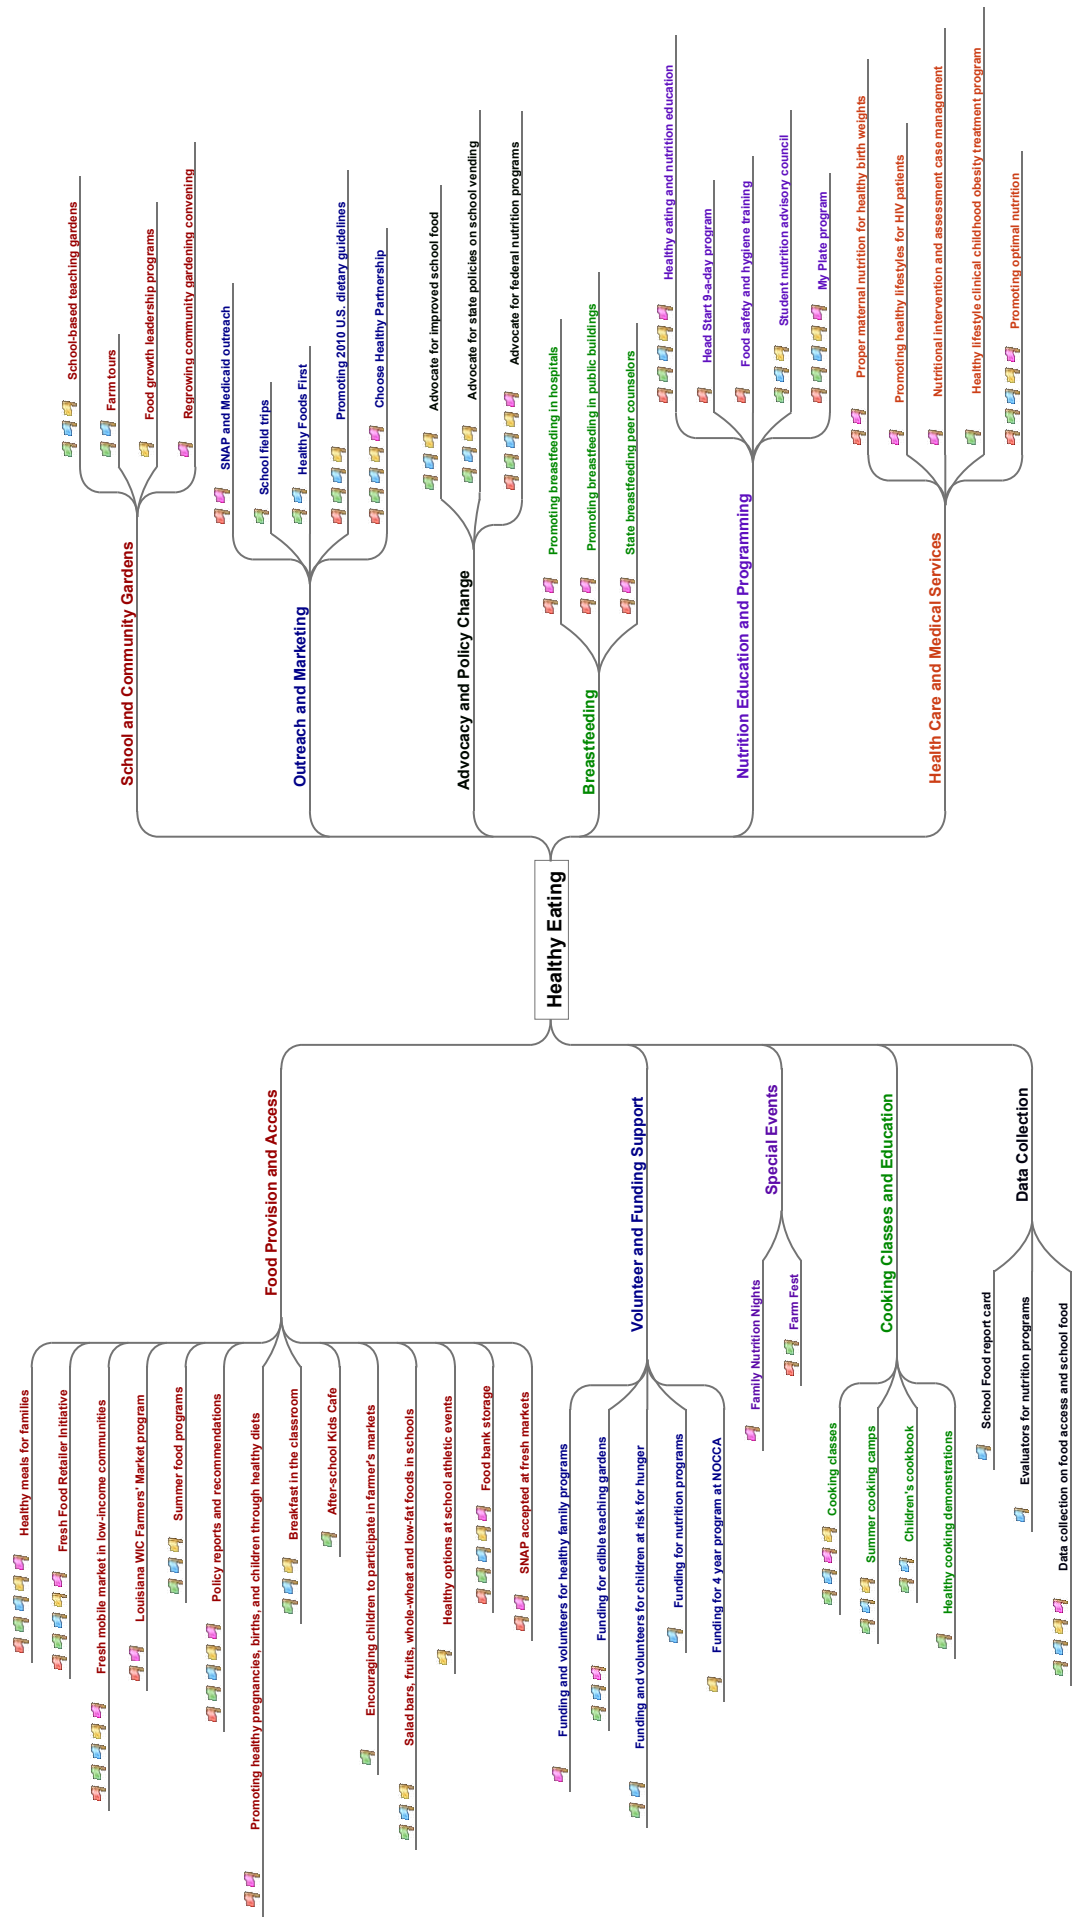 Healthy Eating
School and Community Gardens
School-based teaching gardens
Farm tours
Food growth leadership programs
Regrowing community gardening convening
Outreach and Marketing
SNAP and Medicaid outreach
School field trips
Healthy Foods First
Promoting 2010 U.S. dietary guidelines
Choose Healthy Partnership
Advocacy and Policy Change
Advocate for improved school food
Advocate for state policies on school vending
Advocate for federal nutrition programs
Breastfeeding
Promoting breastfeeding in hospitals
Promoting breastfeeding in public buildings
State breastfeeding peer counselors
Nutrition Education and Programming
Healthy eating and nutrition education
Head Start 9-a-day program
Food safety and hygiene training
Student nutrition advisory council
My Plate program
Health Care and Medical Services
Proper maternal nutrition for healthy birth weights
Promoting healthy lifestyles for HIV patients
Nutritional intervention and assessment case management
Healthy lifestyle clinical childhood obesity treatment program
Promoting optimal nutrition
Food Provision and Access
Healthy meals for families
Fresh Food Retailer Initiative
Fresh mobile market in low-income communities
Louisiana WIC Farmers' Market program
Summer food programs
Policy reports and recommendations
Promoting healthy pregnancies, births, and children through healthy diets
Breakfast in the classroom
After-school Kids Cafe
Encouraging children to participate in farmer's markets
Salad bars, fruits, whole-wheat and low-fat foods in schools
Healthy options at school athletic events
Food bank storage
SNAP accepted at fresh markets
Volunteer and Funding Support
Funding and volunteers for healthy family programs
Funding for edible teaching gardens
Funding and volunteers for children at risk for hunger
Funding for nutrition programs
Funding for 4 year program at NOCCA
Special Events
Family Nutrition Nights
Farm Fest
Cooking Classes and Education
Cooking classes
Summer cooking camps
Children's cookbook
Healthy cooking demonstrations
Data Collection
School Food report card
Evaluators for nutrition programs
Data collection on food access and school food